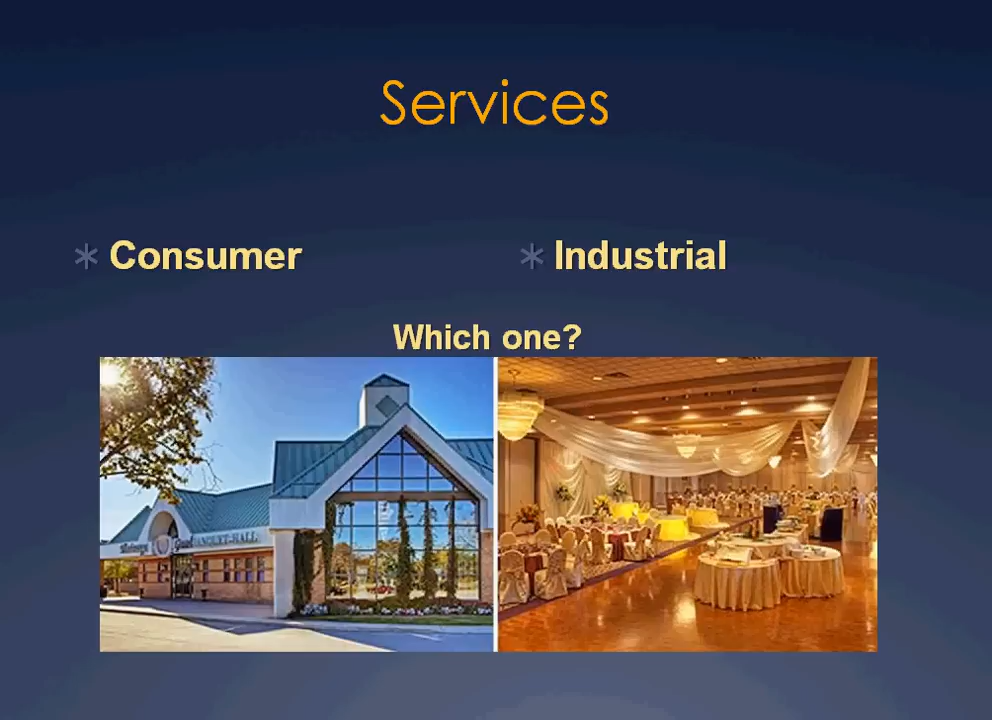 Services
Consumer
Industrial
Which one?
BANQUET-HALL